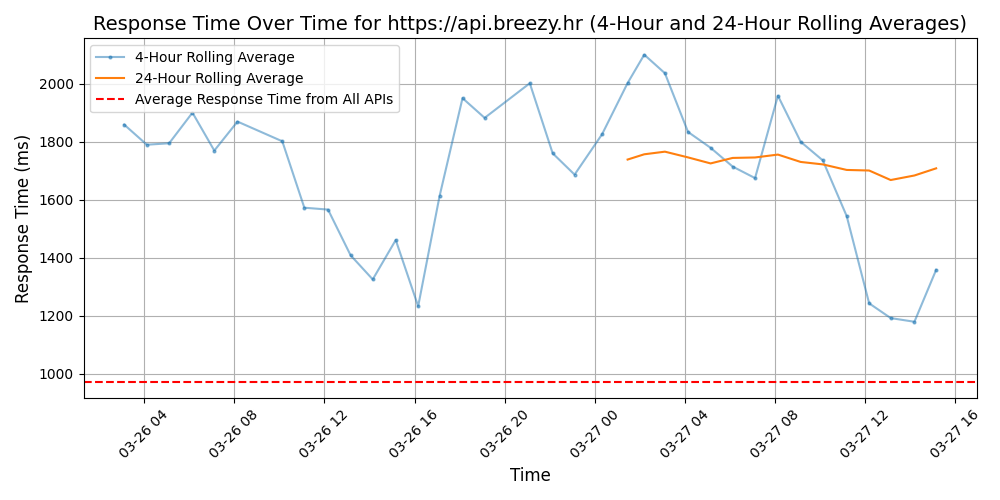 Response Time Over Time for https://api.breezy.hr (4-Hour and 24-Hour Rolling Averages)
4-Hour Rolling Average
24-Hour Rolling Average
Average Response Time from All APIs
Response Time (ms)
2000
1800
1600
1400
1200
1000
03-26 04
03-26 08
03-26 12
03-26 16
03-26 20
03-27 00
03-27 04
03-27 08
03-27 12
03-27 16
Time